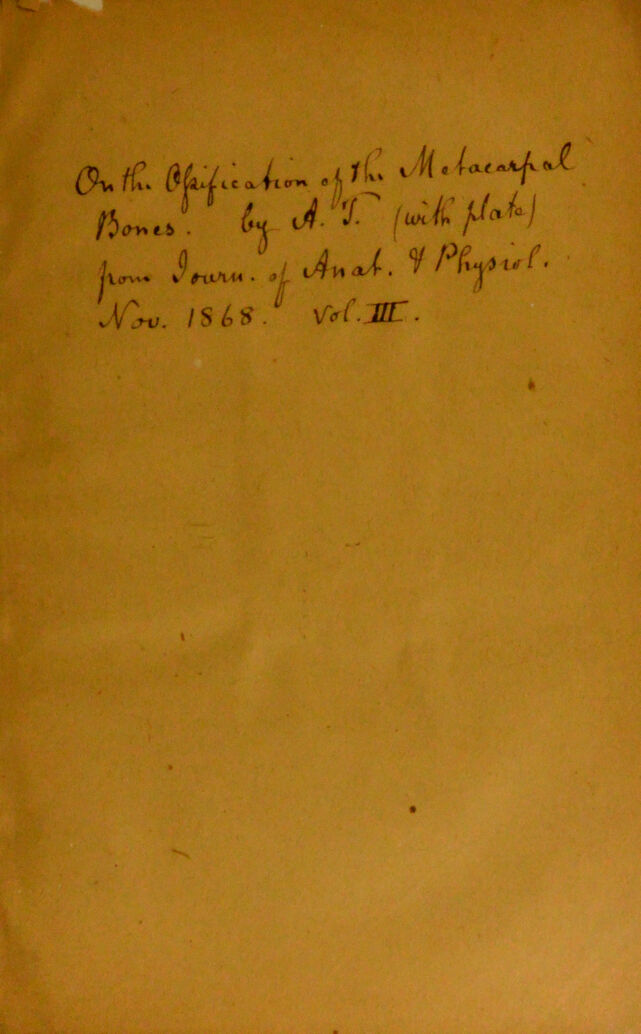 On the Ossification of the Metacarpal
Bones. by A. T. (with plate)
from Journ. of Anat. & Physiol.
Nov. 1868. Vol. III.